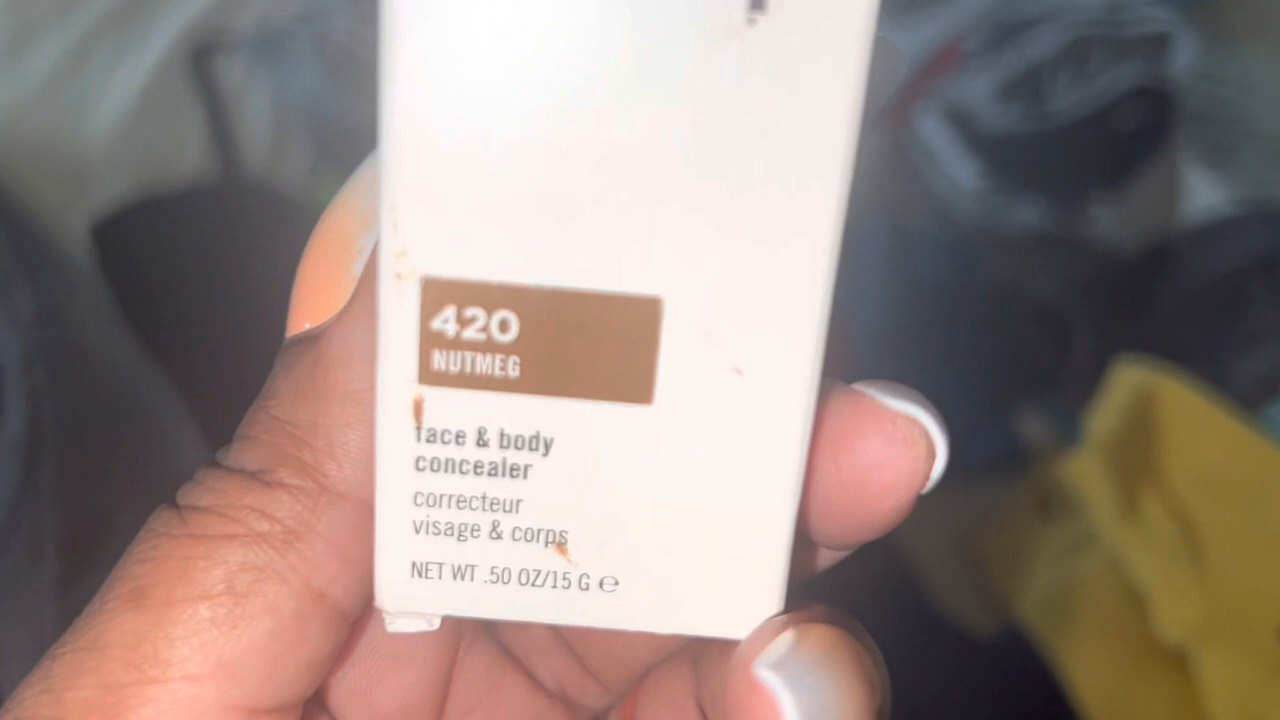 420
NUTMEG
face & body
concealer
correcteur
visage & corps
NET WT .50 OZ/15 G ℮